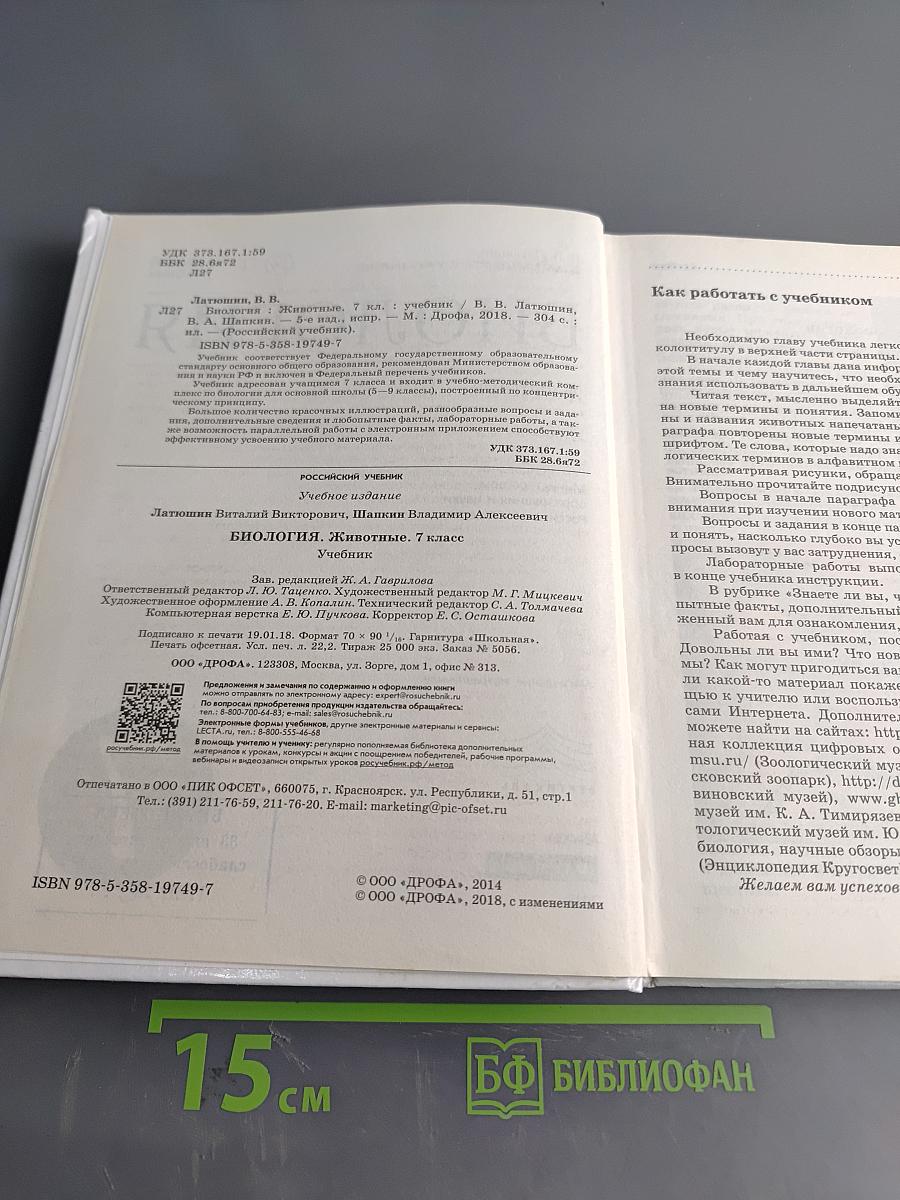 УДК 373.167.1:59
ББК 28.6я72
Л27
Латюшин, В. В.
Л27 Биология : Животные. 7 кл. : учебник / В. В. Латюшин,
В. А. Шапкин. — 5-е изд., испр. — М. : Дрофа, 2018. — 304 с. :
ил. — (Российский учебник).
ISBN 978-5-358-19749-7
Учебник соответствует Федеральному государственному образовательному
стандарту основного общего образования, рекомендован Министерством образова-
ния и науки РФ и включен в Федеральный перечень учебников.
Учебник адресован учащимся 7 класса и входит в учебно-методический ком-
плекс по биологии для основной школы (5—9 классы), построенный по концентри-
ческому принципу.
Большое количество красочных иллюстраций, разнообразные вопросы и зада-
ния, дополнительные сведения и любопытные факты, лабораторные работы, а так-
же возможность параллельной работы с электронным приложением способствуют
эффективному усвоению учебного материала.
УДК 373.167.1:59
ББК 28.6я72
РОССИЙСКИЙ УЧЕБНИК
Учебное издание
Латюшин Виталий Викторович, Шапкин Владимир Алексеевич
БИОЛОГИЯ. Животные. 7 класс
Учебник
Зав. редакцией Ж. А. Гаврилова
Ответственный редактор Л. Ю. Таценко. Художественный редактор М. Г. Мицкевич
Художественное оформление А. В. Копалин. Технический редактор С. А. Толмачева
Компьютерная верстка Е. Ю. Пучкова. Корректор Е. С. Осташкова
Подписано к печати 19.01.18. Формат 70 × 90 1/16. Гарнитура «Школьная».
Печать офсетная. Усл. печ. л. 22,2. Тираж 25 000 экз. Заказ № 5056.
ООО «ДРОФА». 123308, Москва, ул. Зорге, дом 1, офис № 313.
Предложения и замечания по содержанию и оформлению книги
можно отправлять по электронному адресу: expert@rosuchebnik.ru
По вопросам приобретения продукции издательства обращайтесь:
тел.: 8-800-700-64-83; e-mail: sales@rosuchebnik.ru
Электронные формы учебников, другие электронные материалы и сервисы:
LECTA.ru, тел.: 8-800-555-46-68
В помощь учителю и ученику: регулярно пополняемая библиотека дополнительных
материалов к урокам, конкурсы и акции с поощрением победителей, рабочие программы,
вебинары и видеозаписи открытых уроков росучебник.рф/метод
росучебник.рф/метод
Отпечатано в ООО «ПИК ОФСЕТ», 660075, г. Красноярск. ул. Республики, д. 51, стр.1
Тел.: (391) 211-76-59, 211-76-20. E-mail: marketing@pic-ofset.ru
ISBN 978-5-358-19749-7
© ООО «ДРОФА», 2014
© ООО «ДРОФА», 2018, с изменениями
Как работать с учебником
Необходимую главу учебника легко
колонтитулу в верхней части страницы.
В начале каждой главы дана инфор
этой темы и чему научитесь, что необх
знания использовать в дальнейшем обу
Читая текст, мысленно выделяйт
на новые термины и понятия. Запоми
ны и названия животных напечатань
раграфа повторены новые термины и
шрифтом. Те слова, которые надо зна
логических терминов в алфавитном
Рассматривая рисунки, обраща
Внимательно прочитайте подрисуно
Вопросы в начале параграфа
внимания при изучении нового мат
Вопросы и задания в конце па
и понять, насколько глубоко вы ус
просы вызовут у вас затруднения,
Лабораторные работы выпо
в конце учебника инструкции.
В рубрике «Знаете ли вы, ч
пытные факты, дополнительный
женный вам для ознакомления,
Работая с учебником, пос
Довольны ли вы ими? Что нов
мы? Как могут пригодиться ва
ли какой-то материал покаже
щью к учителю или воспользу
сами Интернета. Дополнител
можете найти на сайтах: http
ная коллекция цифровых о
msu.ru/ (Зоологический муз
сковский зоопарк), http://d
виновский музей), www.gb
музей им. К. А. Тимирязев
тологический музей им. Ю
биология, научные обзоры
(Энциклопедия Кругосвет
Желаем вам успехов
15 см
БФ БИБЛИОФАН